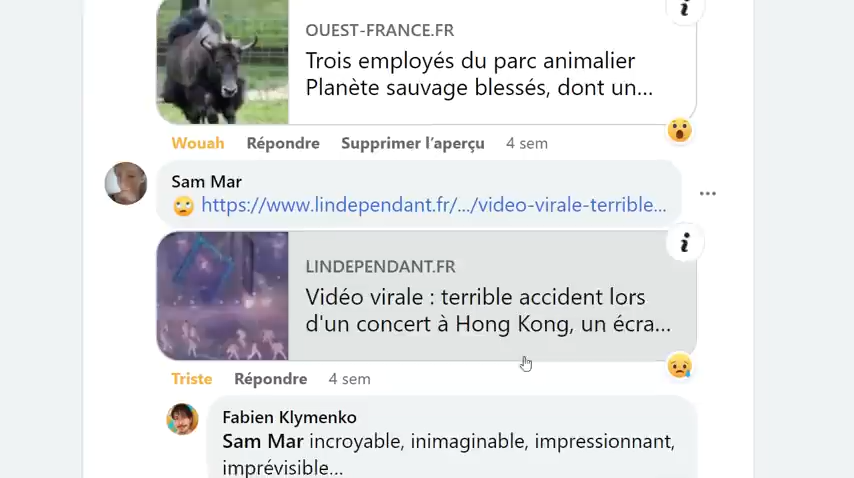 OUEST-FRANCE.FR
Trois employés du parc animalier
Planète sauvage blessés, dont un...
Wouah Répondre Supprimer l'aperçu 4 sem
Sam Mar
https://www.lindependant.fr/.../video-virale-terrible...
LINDEPENDANT.FR
Vidéo virale : terrible accident lors
d'un concert à Hong Kong, un écra...
Triste Répondre 4 sem
Fabien Klymenko
Sam Mar incroyable, inimaginable, impressionnant,
imprévisible...